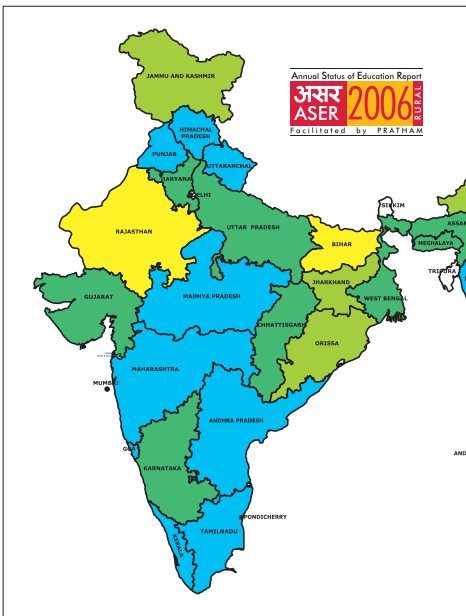 Annual Status of Education Report
असर
ASER
2006
RURAL
Facilitated by PRATHAM
JAMMU AND KASHMIR
HIMACHAL
PRADESH
PUNJAB
UTTARANCHAL
HARYANA
DELHI
SIKKIM
RAJASTHAN
UTTAR PRADESH
BIHAR
ASSA
MEGHALAYA
TRIPURA
JHARKHAND
WEST BENGAL
GUJARAT
MADHYA PRADESH
CHHATTISGARH
ORISSA
MAHARASHTRA
MUMBAI
ANDHRA PRADESH
GOA
AND
KARNATAKA
PONDICHERRY
TAMILNADU
KERALA